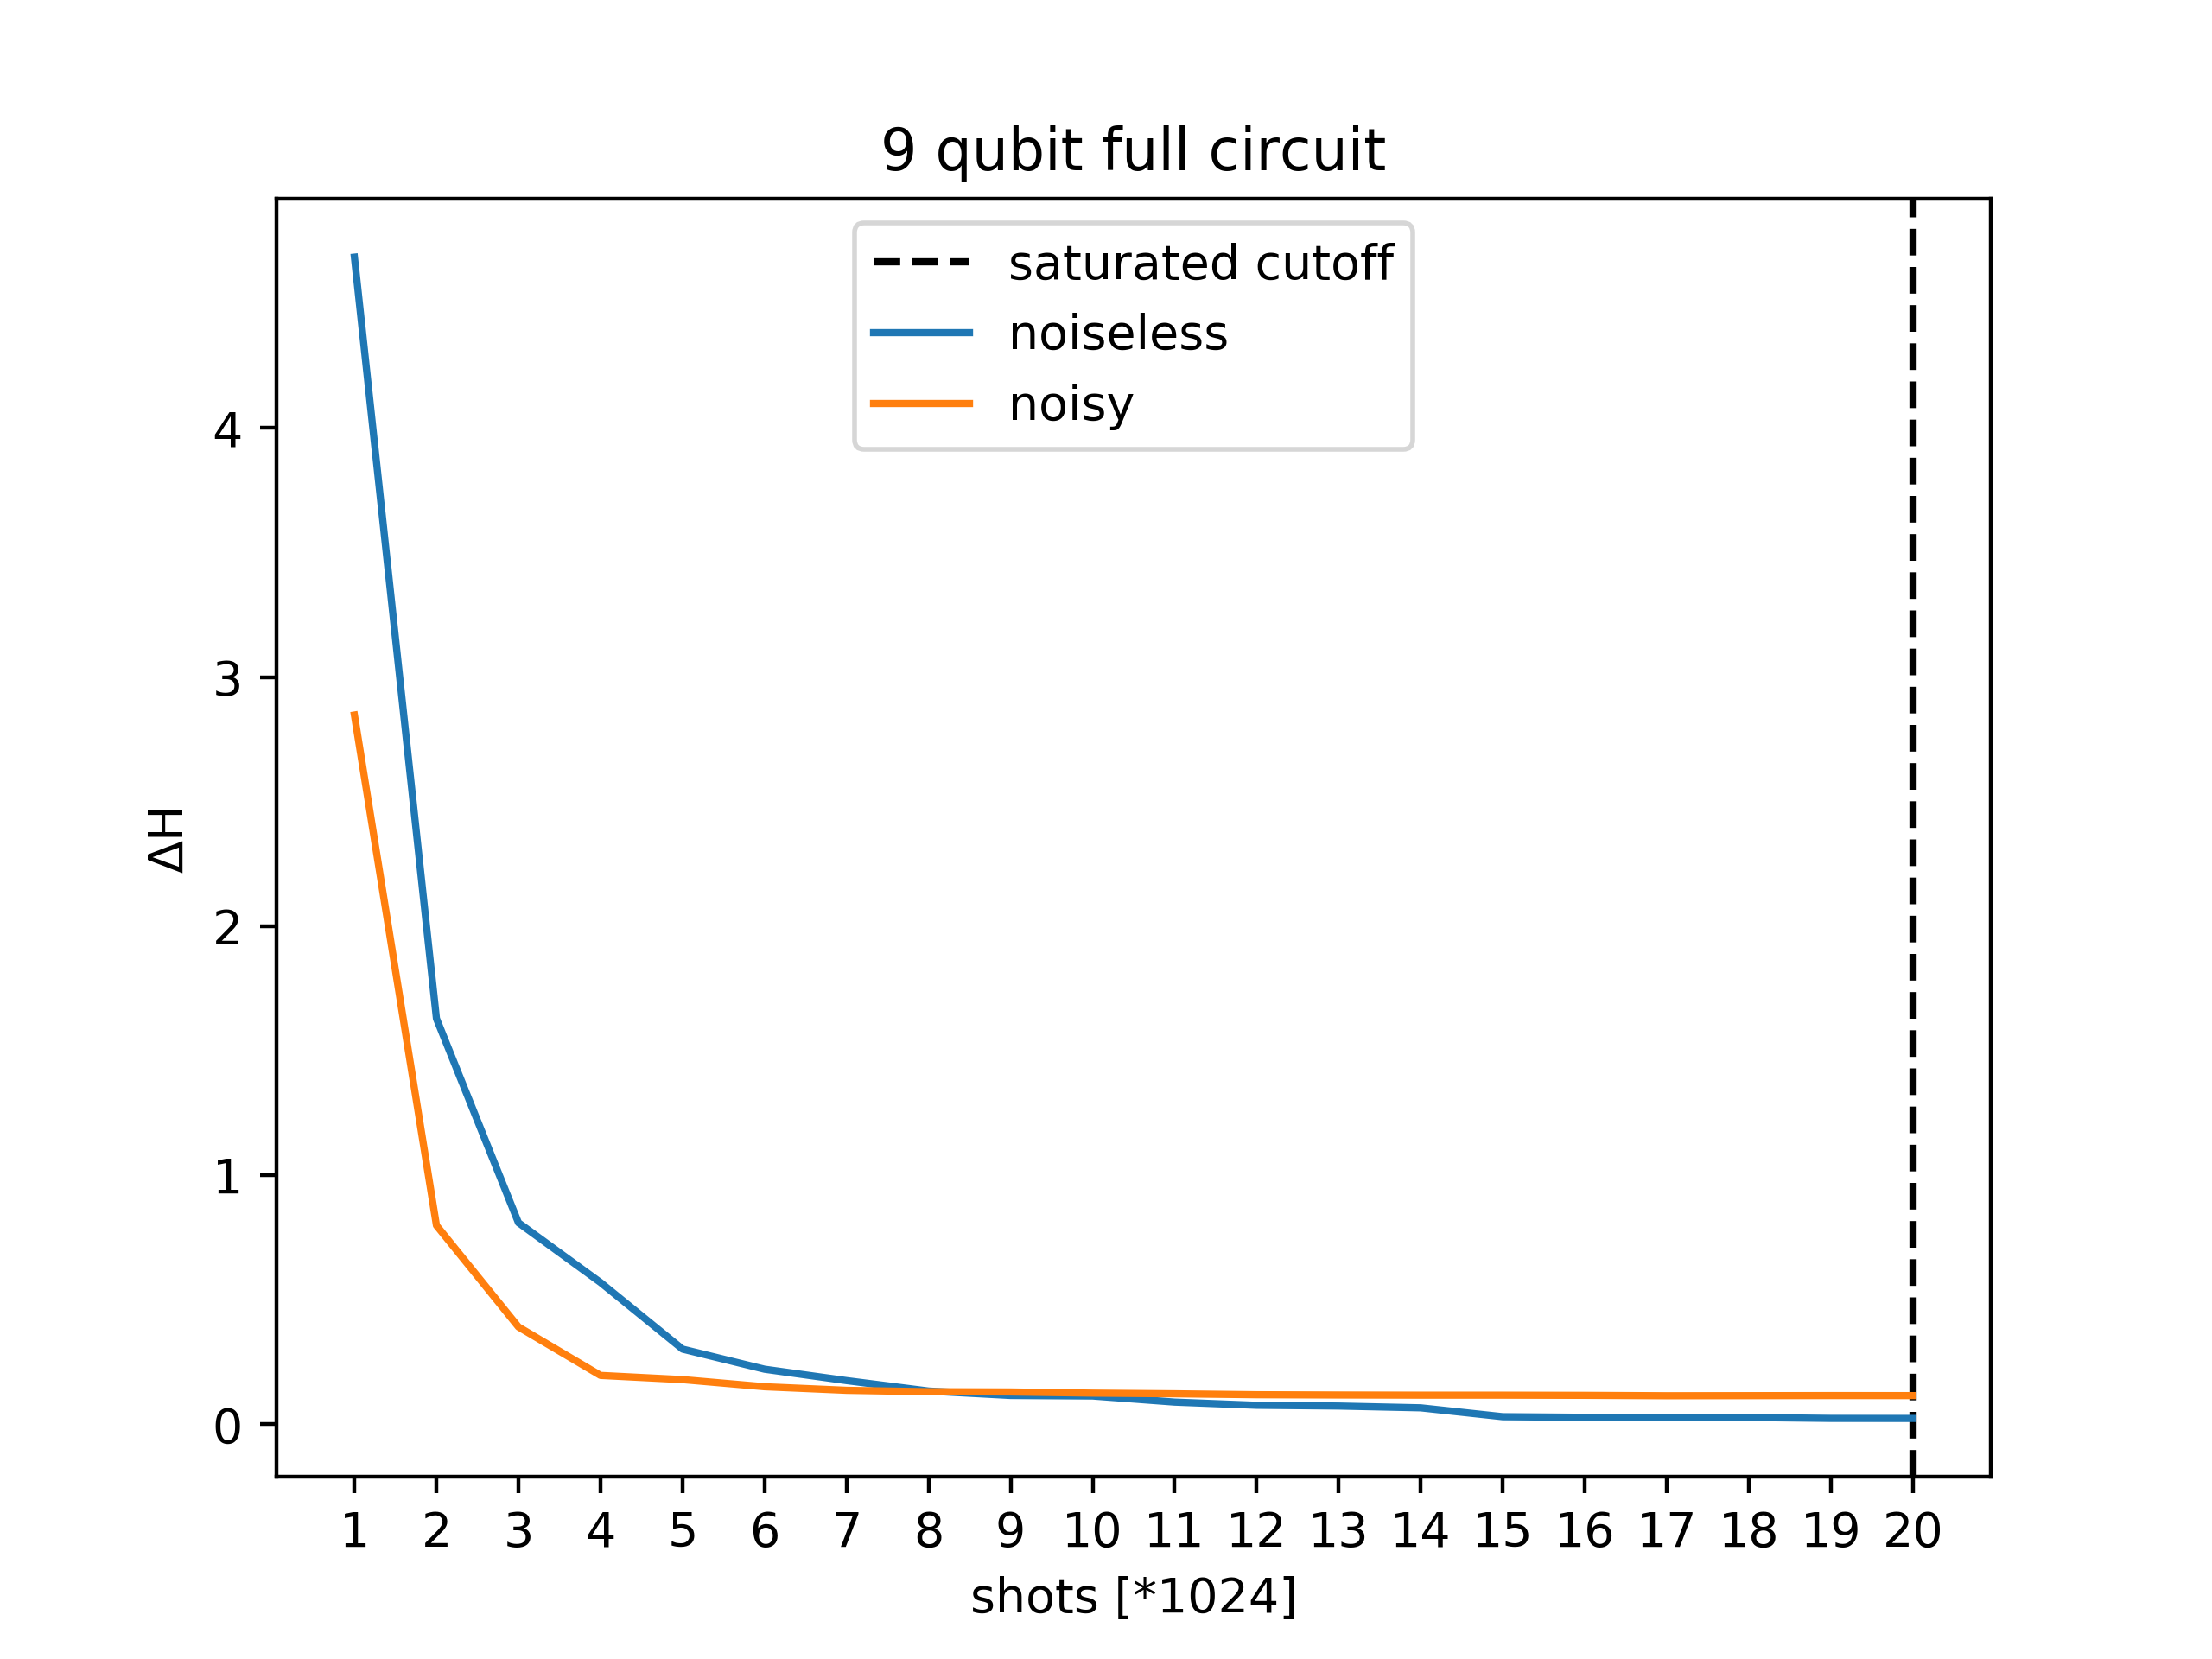 9 qubit full circuit
saturated cutoff
noiseless
noisy
4
3
2
1
0
ΔH
1 2 3 4 5 6 7 8 9 10 11 12 13 14 15 16 17 18 19 20
shots [*1024]